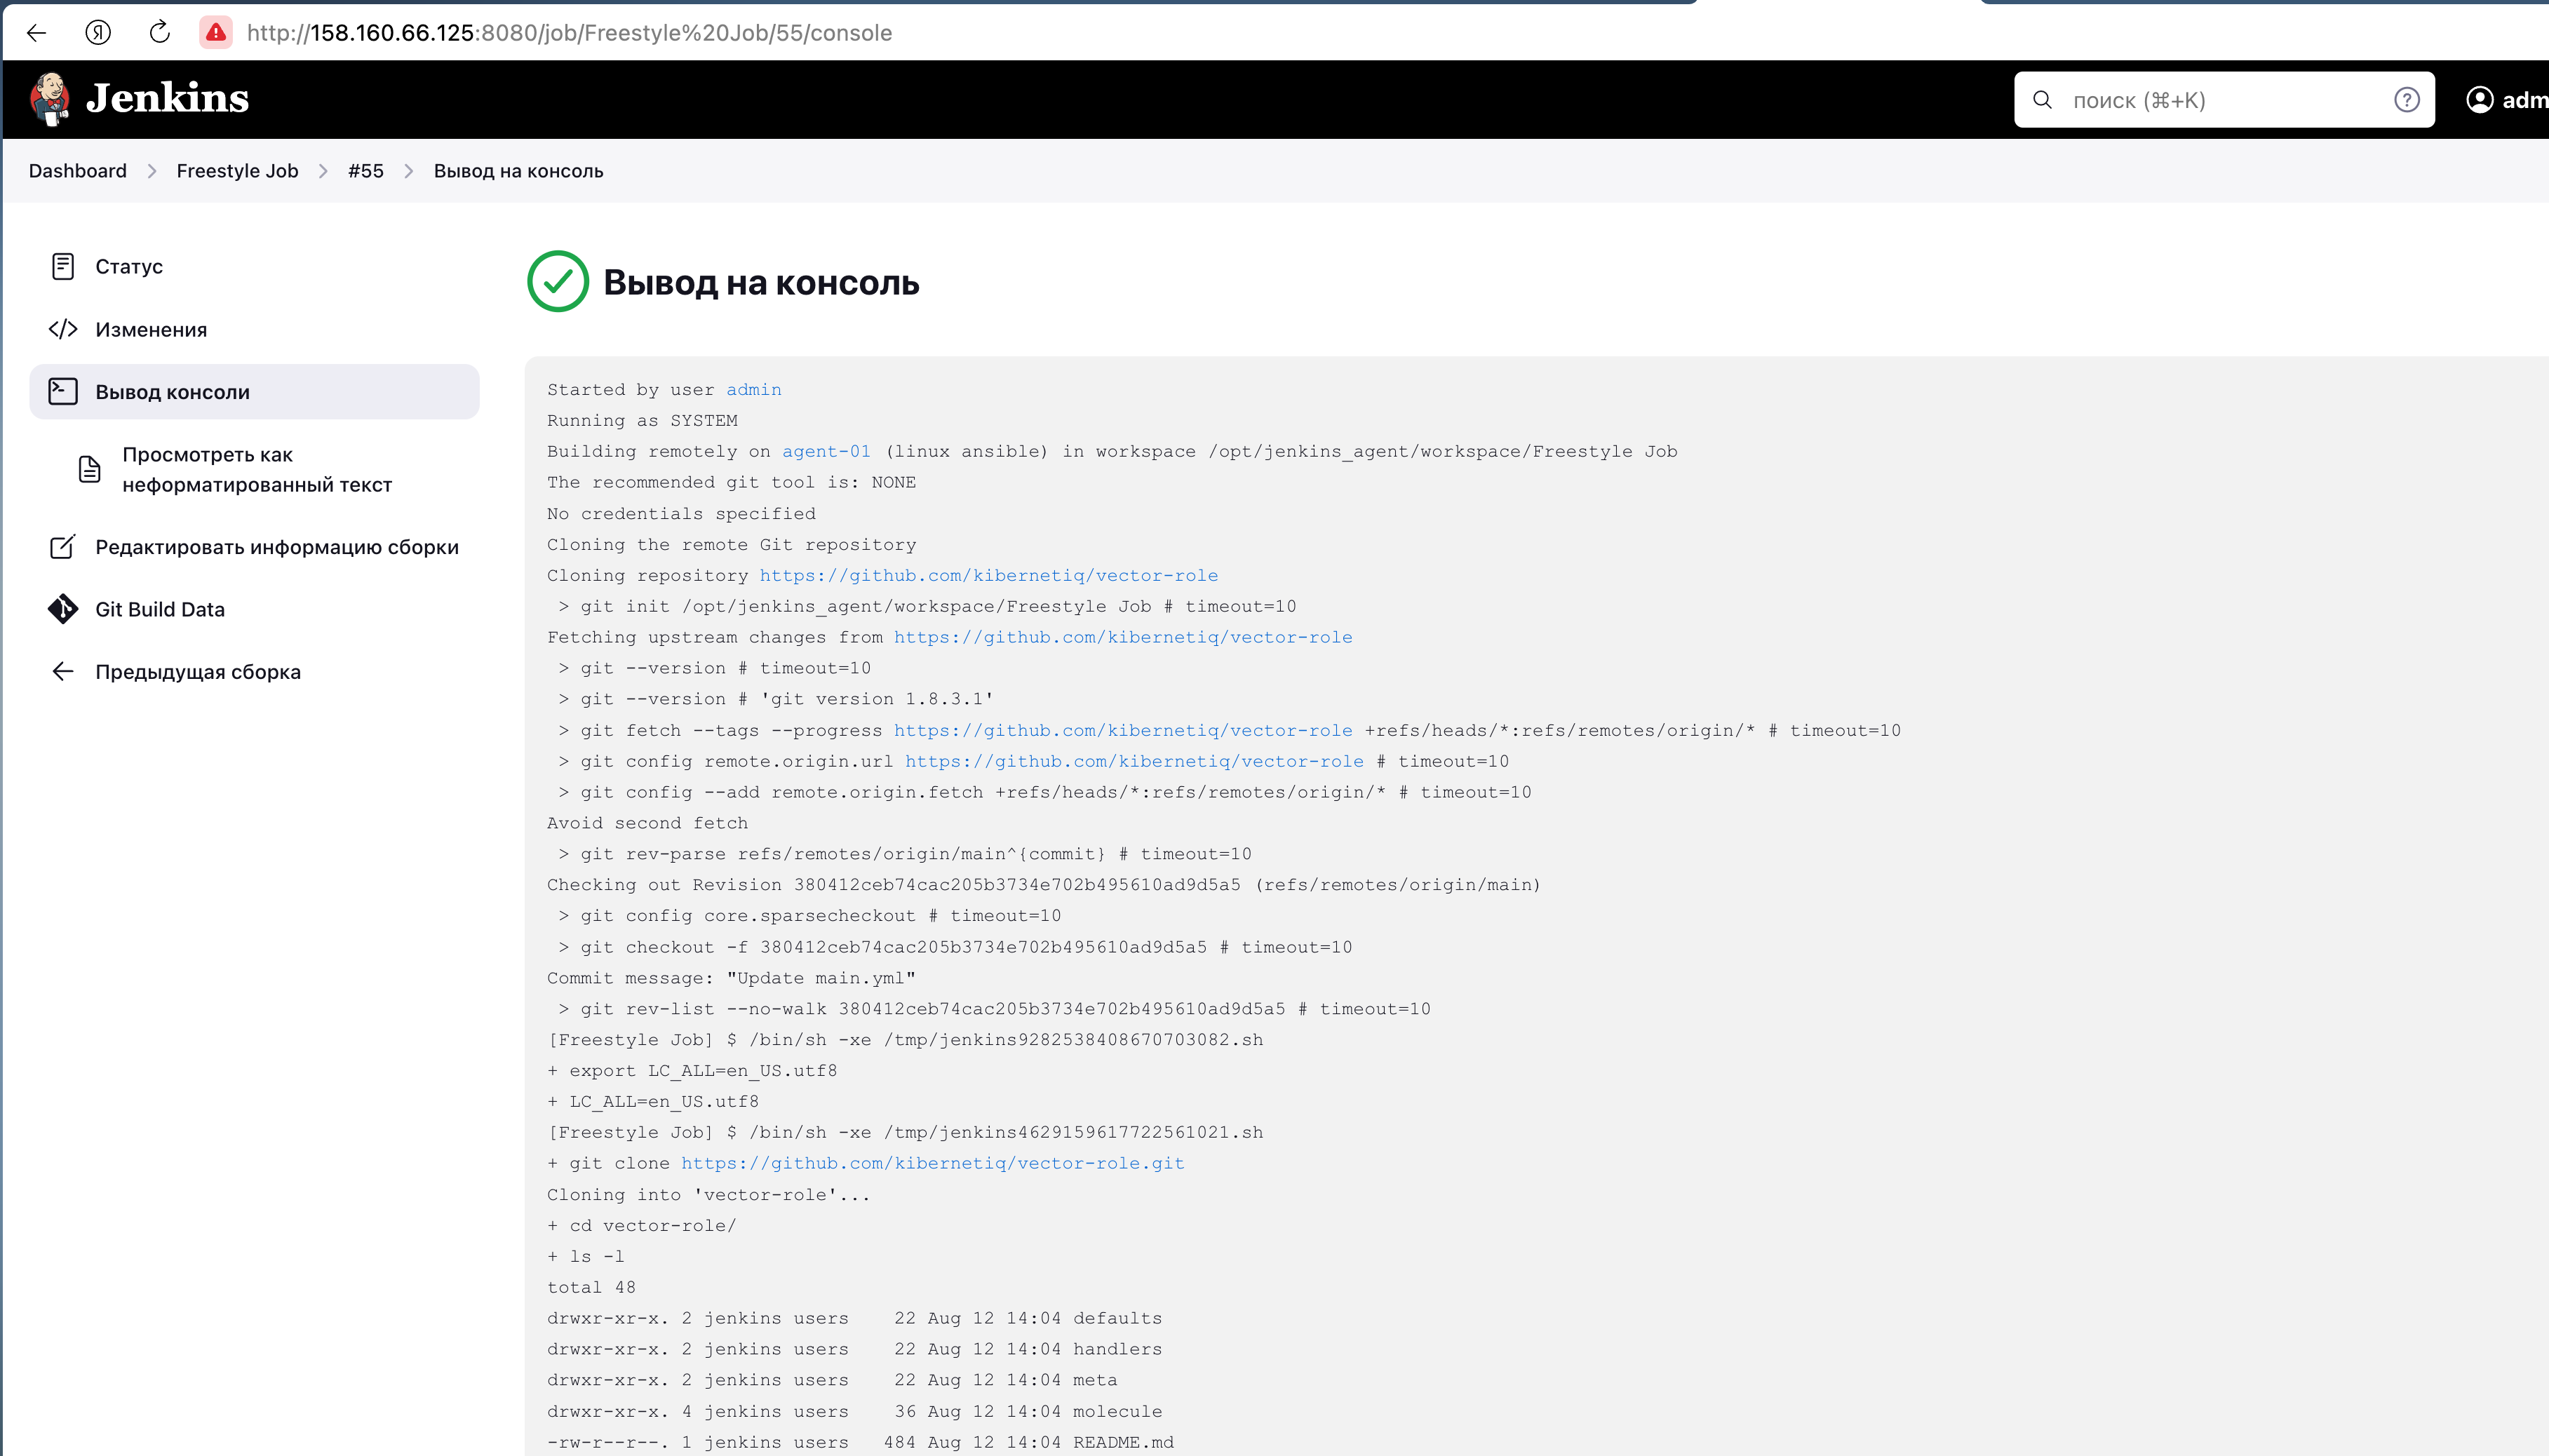 http://158.160.66.125:8080/job/Freestyle%20Job/55/console
Jenkins
поиск (⌘+K)
adm
Dashboard
Freestyle Job
#55
Вывод на консоль
Статус
Изменения
Вывод консоли
Просмотреть как
неформатированный текст
Редактировать информацию сборки
Git Build Data
Предыдущая сборка
Вывод на консоль
Started by user admin
Running as SYSTEM
Building remotely on agent-01 (linux ansible) in workspace /opt/jenkins_agent/workspace/Freestyle Job
The recommended git tool is: NONE
No credentials specified
Cloning the remote Git repository
Cloning repository https://github.com/kibernetiq/vector-role
 > git init /opt/jenkins_agent/workspace/Freestyle Job # timeout=10
Fetching upstream changes from https://github.com/kibernetiq/vector-role
 > git --version # timeout=10
 > git --version # 'git version 1.8.3.1'
 > git fetch --tags --progress https://github.com/kibernetiq/vector-role +refs/heads/*:refs/remotes/origin/* # timeout=10
 > git config remote.origin.url https://github.com/kibernetiq/vector-role # timeout=10
 > git config --add remote.origin.fetch +refs/heads/*:refs/remotes/origin/* # timeout=10
Avoid second fetch
 > git rev-parse refs/remotes/origin/main^{commit} # timeout=10
Checking out Revision 380412ceb74cac205b3734e702b495610ad9d5a5 (refs/remotes/origin/main)
 > git config core.sparsecheckout # timeout=10
 > git checkout -f 380412ceb74cac205b3734e702b495610ad9d5a5 # timeout=10
Commit message: "Update main.yml"
 > git rev-list --no-walk 380412ceb74cac205b3734e702b495610ad9d5a5 # timeout=10
[Freestyle Job] $ /bin/sh -xe /tmp/jenkins9282538408670703082.sh
+ export LC_ALL=en_US.utf8
+ LC_ALL=en_US.utf8
[Freestyle Job] $ /bin/sh -xe /tmp/jenkins4629159617722561021.sh
+ git clone https://github.com/kibernetiq/vector-role.git
Cloning into 'vector-role'...
+ cd vector-role/
+ ls -l
total 48
drwxr-xr-x. 2 jenkins users    22 Aug 12 14:04 defaults
drwxr-xr-x. 2 jenkins users    22 Aug 12 14:04 handlers
drwxr-xr-x. 2 jenkins users    22 Aug 12 14:04 meta
drwxr-xr-x. 4 jenkins users    36 Aug 12 14:04 molecule
-rw-r--r--. 1 jenkins users   484 Aug 12 14:04 README.md